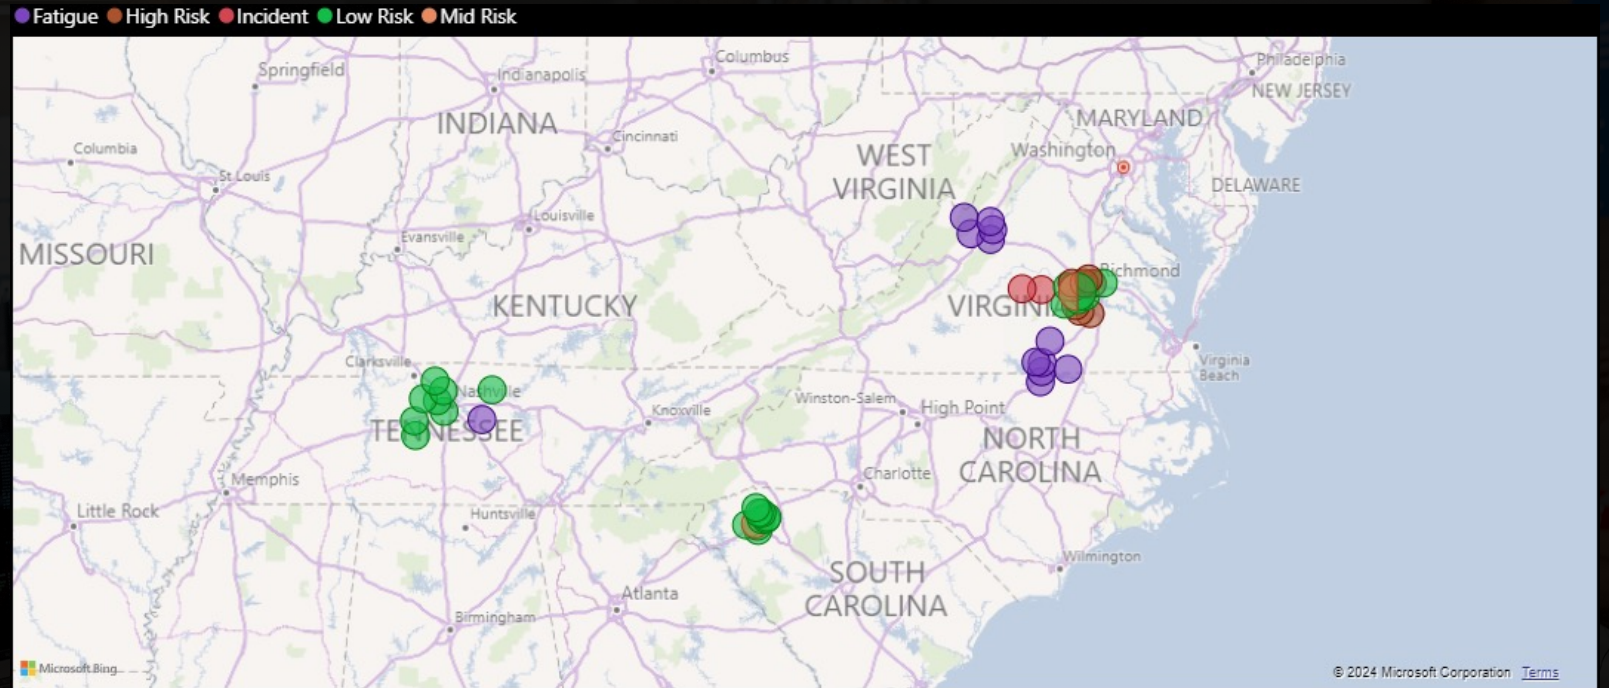 Fatigue High Risk Incident Low Risk Mid Risk
Columbus
Philadelphia
Springfield
Indianapolis
NEW JERSEY
INDIANA
MARYLAND
Cincinnati
Columbia
Washington
WEST
VIRGINIA
St Louis
DELAWARE
Louisville
Evansville
MISSOURI
Richmond
KENTUCKY
VIRGINI
Clarksville
Virginia
Beach
Nashville
Winston-Salem
High Point
Knoxville
TENNESSEE
NORTH
CAROLINA
Charlotte
Memphis
Little Rock
Huntsville
Wilmington
SOUTH
CAROLINA
Atlanta
Birmingham
Microsoft Bing
© 2024 Microsoft Corporation Terms